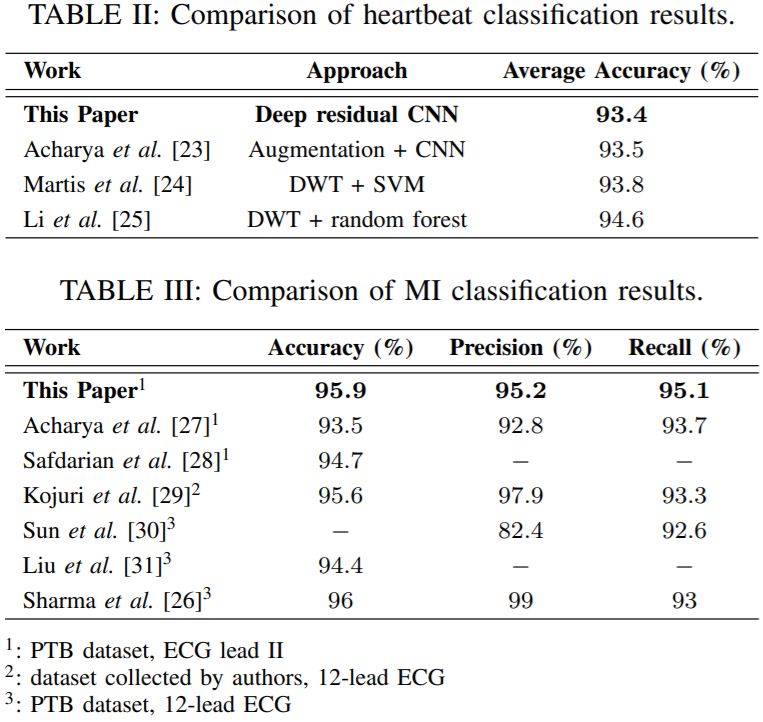 TABLE II: Comparison of heartbeat classification results.
Work Approach Average Accuracy (%)
This Paper Deep residual CNN 93.4
Acharya et al. [23] Augmentation + CNN 93.5
Martis et al. [24] DWT + SVM 93.8
Li et al. [25] DWT + random forest 94.6
TABLE III: Comparison of MI classification results.
Work Accuracy (%) Precision (%) Recall (%)
This Paper¹ 95.9 95.2 95.1
Acharya et al. [27]¹ 93.5 92.8 93.7
Safdarian et al. [28]¹ 94.7 – –
Kojuri et al. [29]² 95.6 97.9 93.3
Sun et al. [30]³ – 82.4 92.6
Liu et al. [31]³ 94.4 – –
Sharma et al. [26]³ 96 99 93
¹: PTB dataset, ECG lead II
²: dataset collected by authors, 12-lead ECG
³: PTB dataset, 12-lead ECG